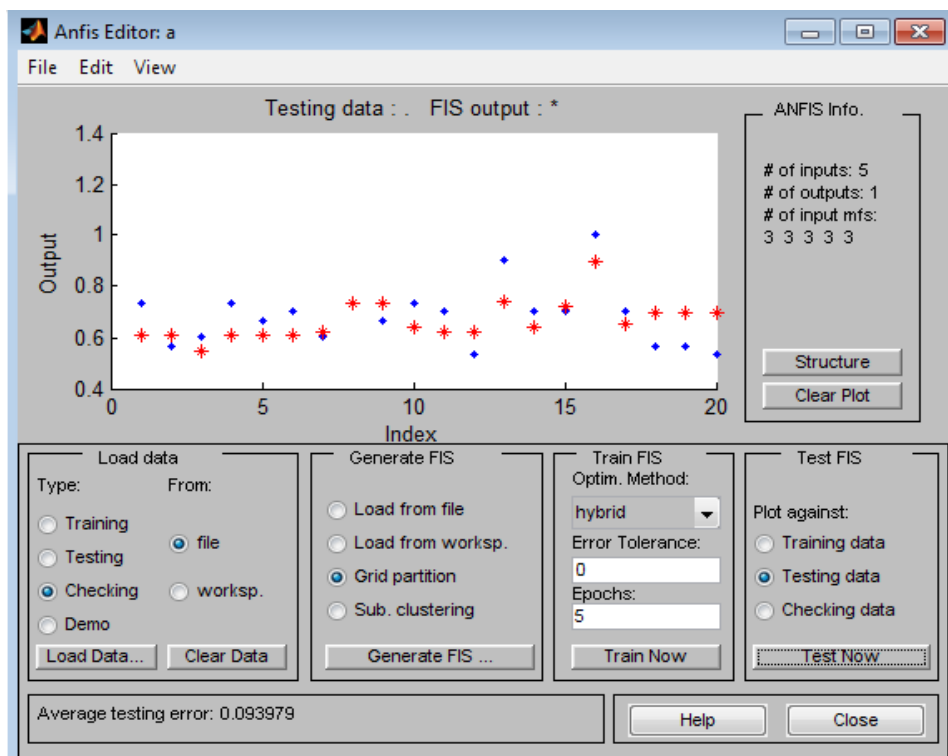 Anfis Editor: a
File Edit View
Testing data : . FIS output : *
1.4
1.2
1
0.8
0.6
0.4
Output
0 5 10 15 20
Index
ANFIS Info.
# of inputs: 5
# of outputs: 1
# of input mfs:
3 3 3 3 3
Structure
Clear Plot
Load data
Type: From:
Training
Testing
Checking
Demo
file
worksp.
Load Data... Clear Data
Generate FIS
Load from file
Load from worksp.
Grid partition
Sub. clustering
Generate FIS ...
Train FIS
Optim. Method:
hybrid
Error Tolerance:
0
Epochs:
5
Train Now
Test FIS
Plot against:
Training data
Testing data
Checking data
Test Now
Average testing error: 0.093979
Help Close